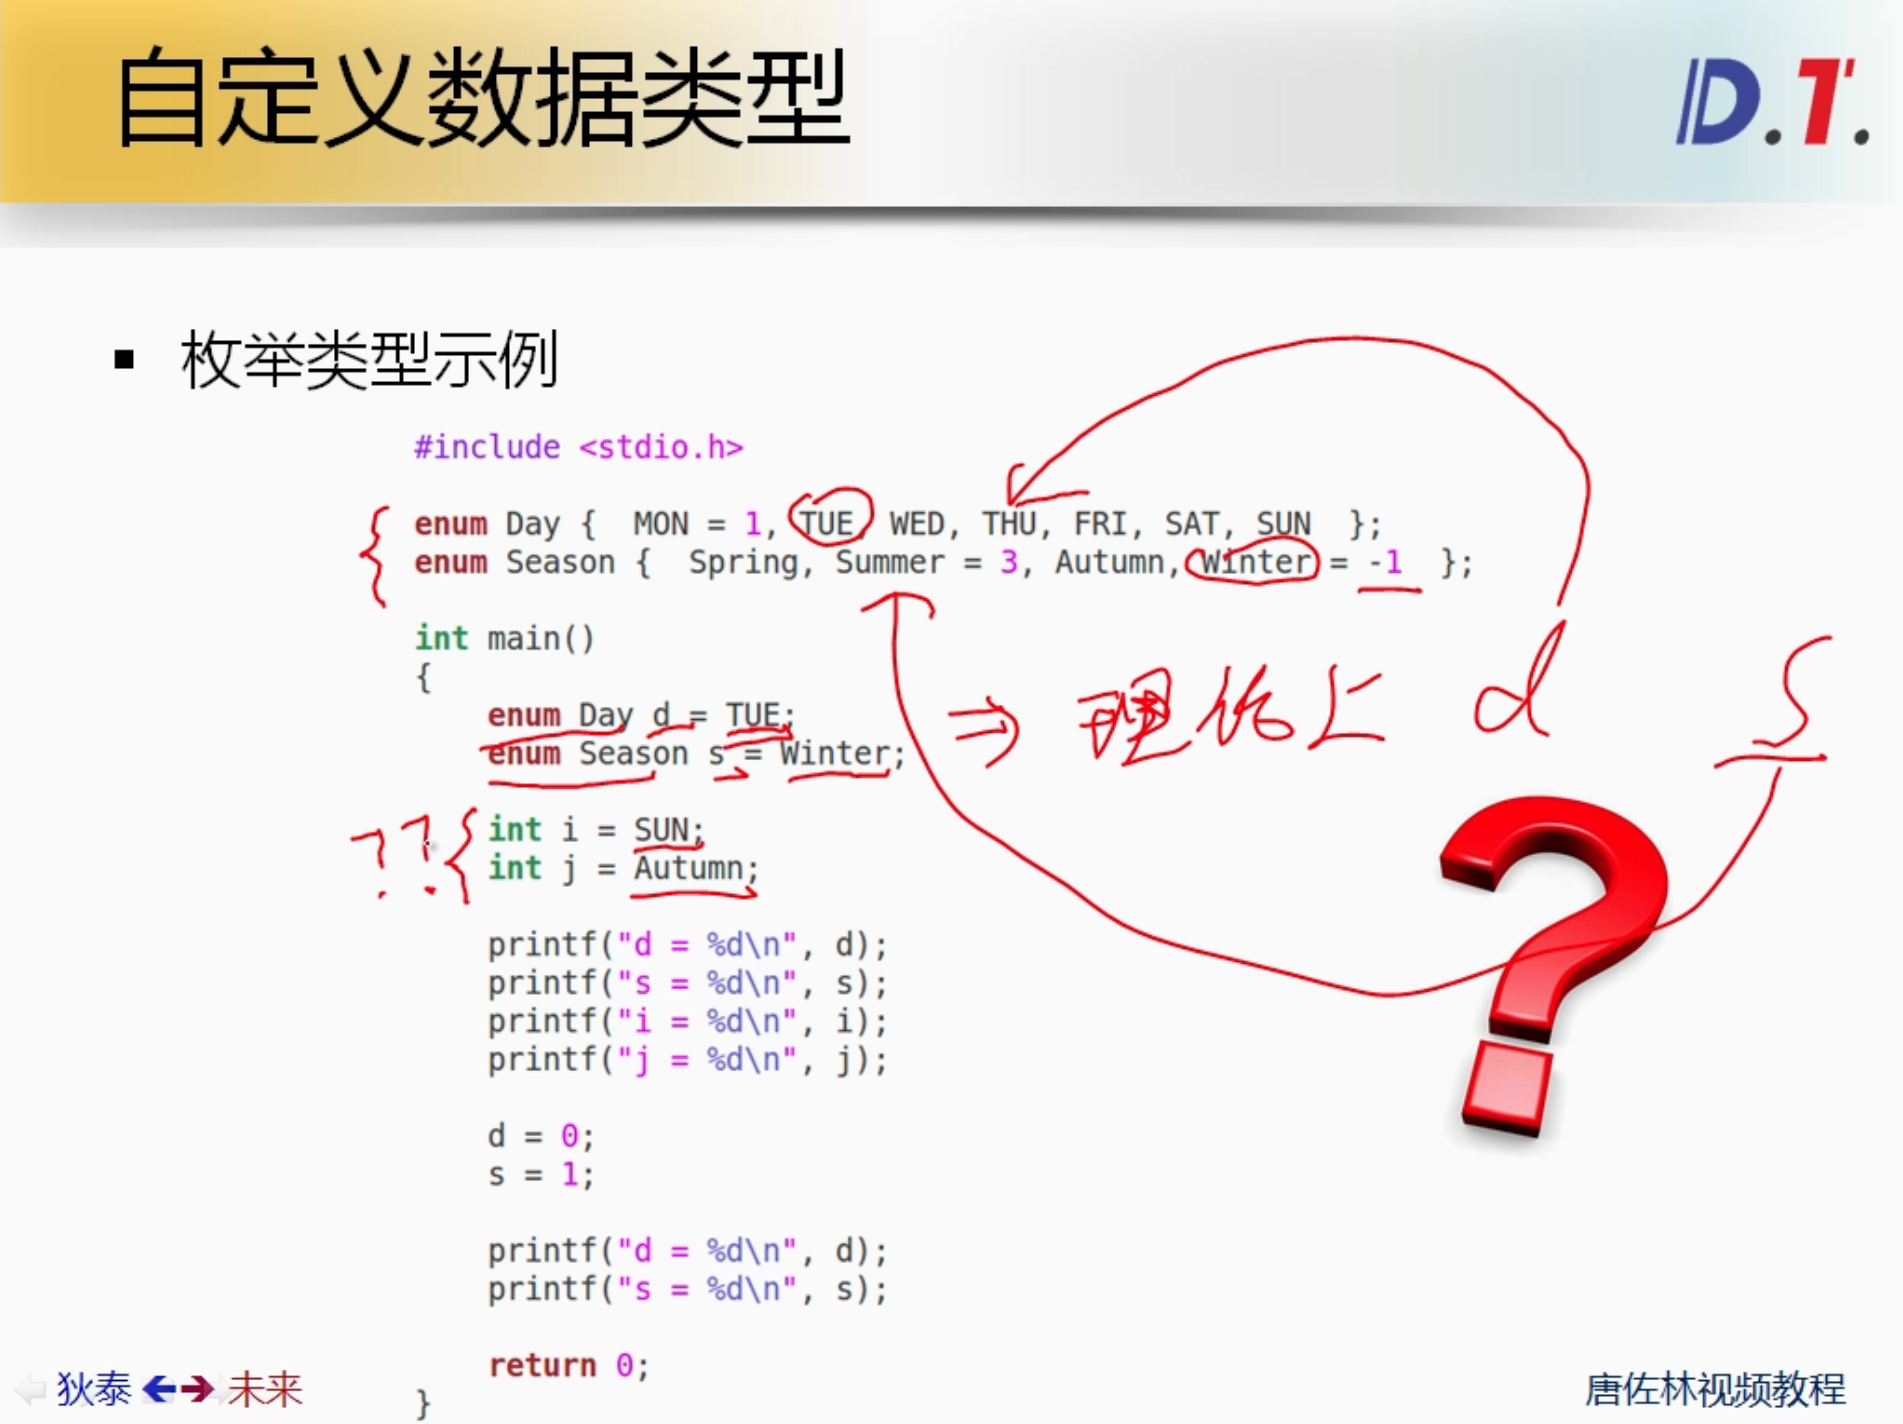 自定义数据类型
D.T.
▪ 枚举类型示例
#include <stdio.h>
enum Day {  MON = 1, TUE, WED, THU, FRI, SAT, SUN  };
enum Season {  Spring, Summer = 3, Autumn, Winter = -1  };
int main()
{
enum Day d = TUE;
enum Season s = Winter;
⇒ 理论上 d s
?? int i = SUN;
int j = Autumn;
printf("d = %d\n", d);
printf("s = %d\n", s);
printf("i = %d\n", i);
printf("j = %d\n", j);
d = 0;
s = 1;
printf("d = %d\n", d);
printf("s = %d\n", s);
return 0;
}
?
狄泰 未来
唐佐林视频教程